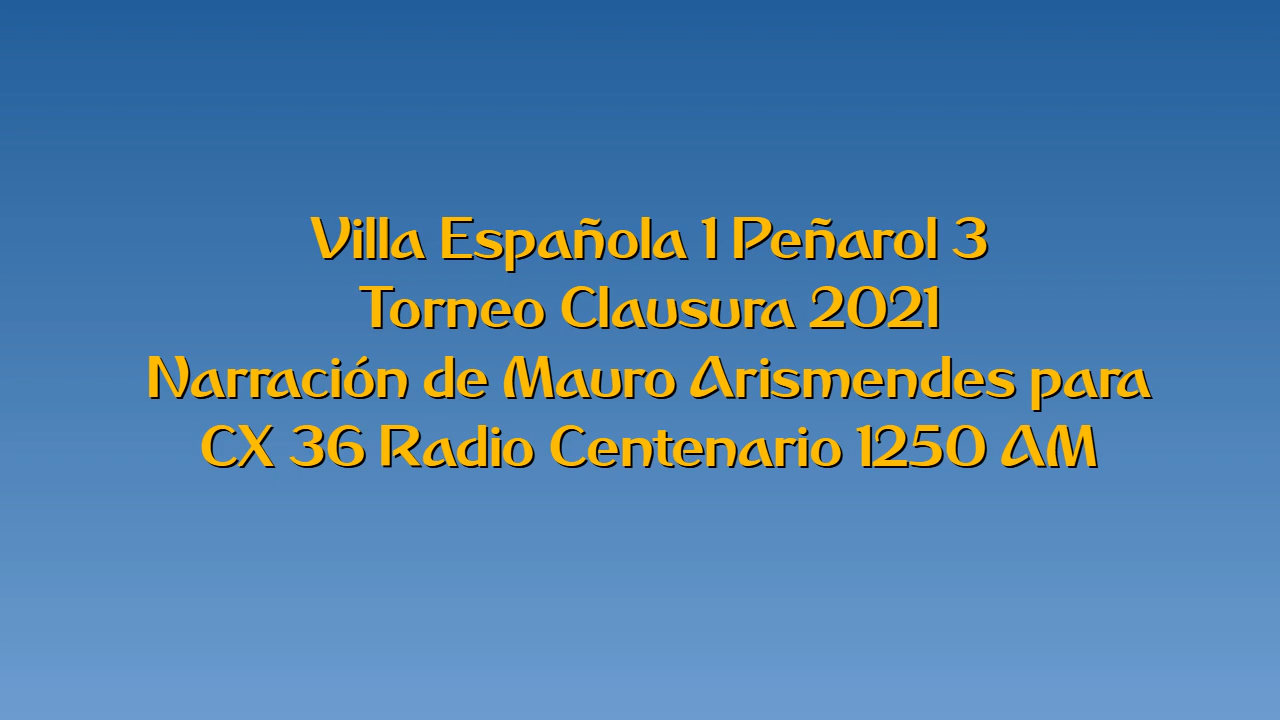 Villa Española 1 Peñarol 3
Torneo Clausura 2021
Narración de Mauro Arismendes para
CX 36 Radio Centenario 1250 AM